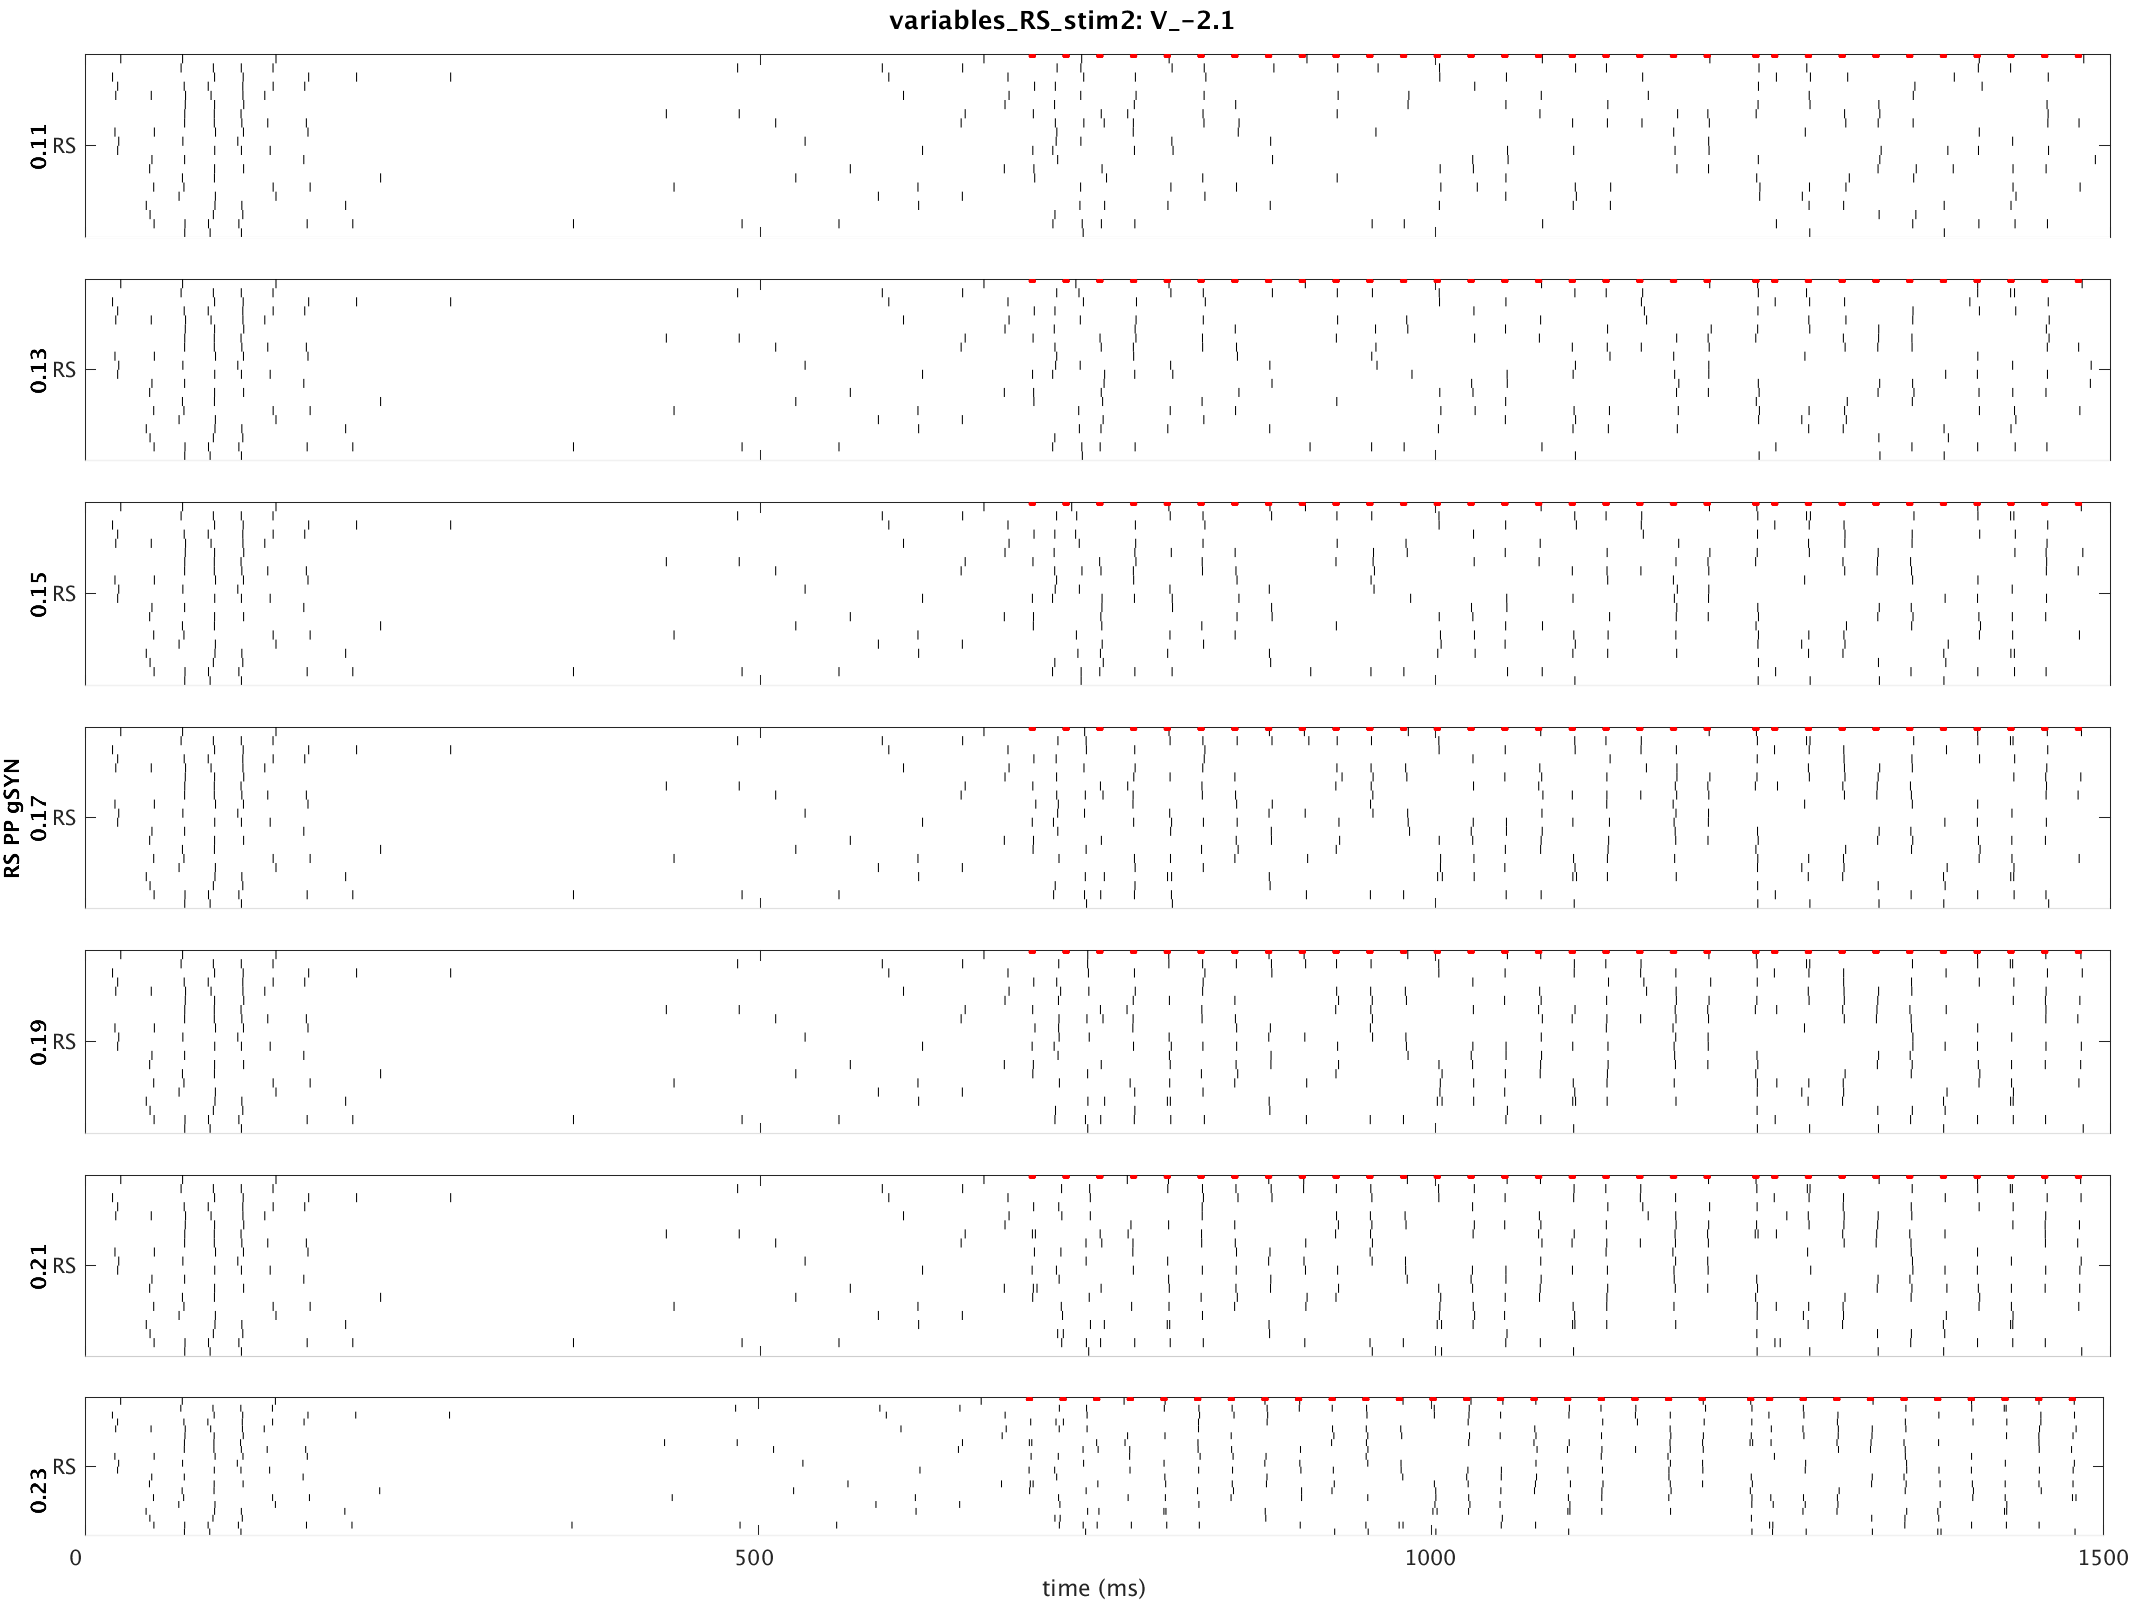 variables_RS_stim2: V_-2.1
RS PP gSYN
0.11 RS
0.13 RS
0.15 RS
0.17 RS
0.19 RS
0.21 RS
0.23 RS
0 500 1000 1500
time (ms)